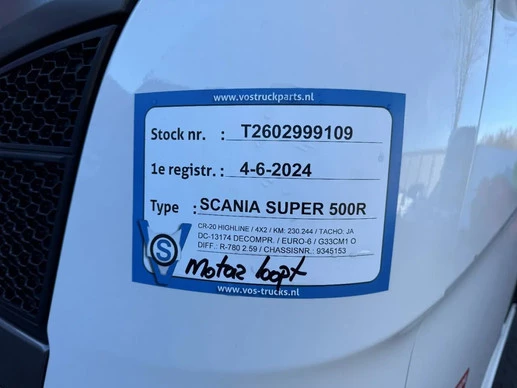 www.vostruckparts.nl
Stock nr. : T2602999109
1e registr.: 4-6-2024
Type : SCANIA SUPER 500R
CR-20 HIGHLINE / 4X2 / KM: 230.244 / TACHO: JA
DC-13174 DECOMPR. / EURO-6 / G33CM1 O
DIFF.: R-780 2.59 / CHASSISNR.: 9345153
VOS
Motor loopt
www.vos-trucks.nl